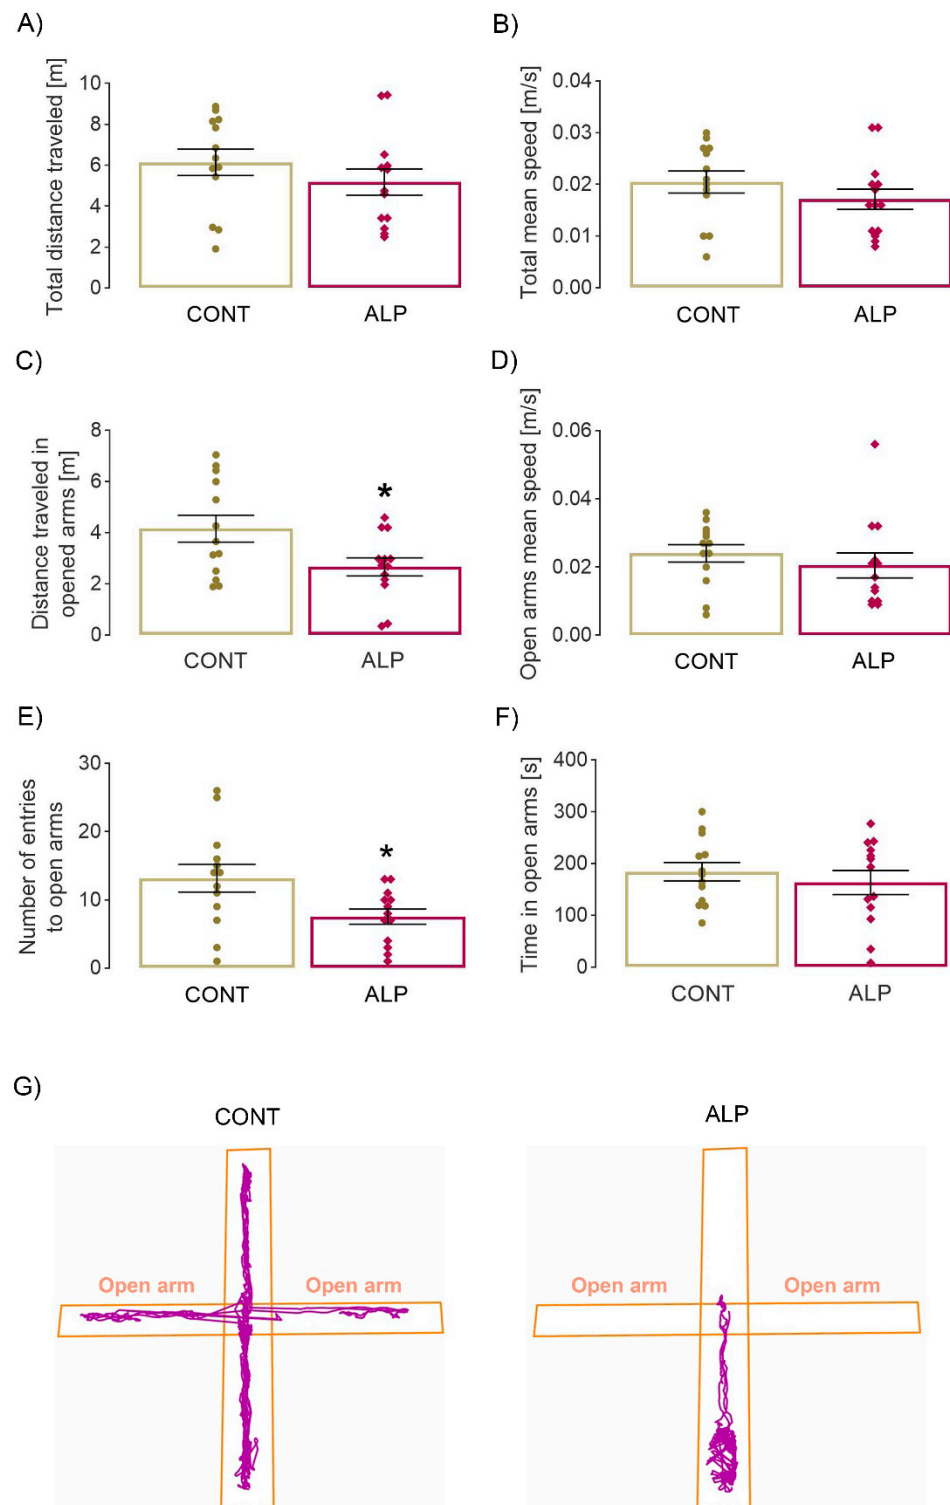 A)
Total distance traveled [m]
10
8
6
4
2
0
CONT
ALP
B)
Total mean speed [m/s]
0.04
0.03
0.02
0.01
0.00
CONT
ALP
C)
Distance traveled in
opened arms [m]
8
6
4
2
0
*
CONT
ALP
D)
Open arms mean speed [m/s]
0.06
0.04
0.02
0.00
CONT
ALP
E)
Number of entries
to open arms
30
20
10
0
*
CONT
ALP
F)
Time in open arms [s]
400
300
200
100
0
CONT
ALP
G)
CONT
Open arm
Open arm
ALP
Open arm
Open arm